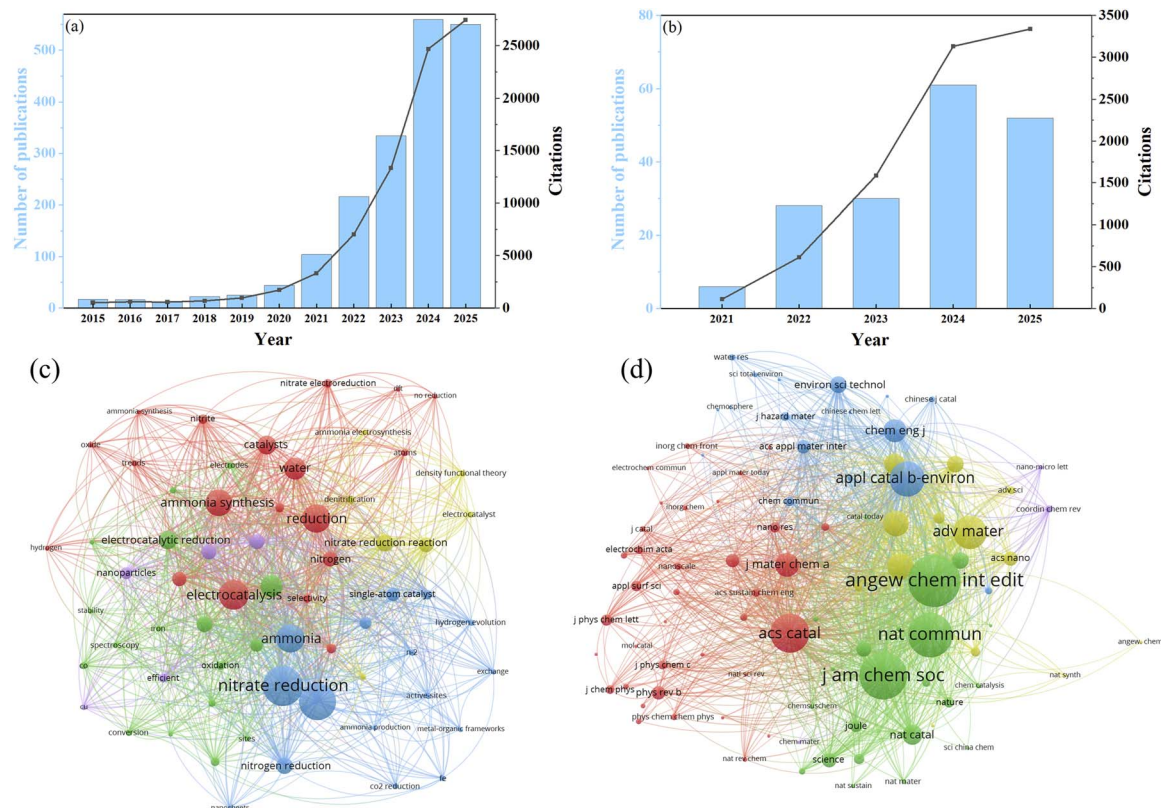 (a)
Number of publications
500
400
300
200
100
0
25000
20000
15000
10000
5000
0
Citations
2015 2016 2017 2018 2019 2020 2021 2022 2023 2024 2025
Year
(b)
Number of publications
80
60
40
20
0
3500
3000
2500
2000
1500
1000
500
0
Citations
2021 2022 2023 2024 2025
Year
(c)
nitrate electroreduction
no reduction
ammonia synthesis
nitrite
ammonia electrosynthesis
oxide
catalysts
atoms
trends
electrodes
water
density functional theory
denitrification
ammonia synthesis
reduction
electrocatalyst
electrocatalytic reduction
nitrate reduction reaction
hydrogen
nitrogen
nanoparticles
electrocatalysis
selectivity
single-atom catalyst
stability
iron
hydrogen evolution
spectroscopy
ammonia
co
oxidation
efficient
exchange
nitrate reduction
active-sites
cu
ammonia production
metal-organic frameworks
conversion
sites
nitrogen reduction
co2 reduction
fe
nanosheets
(d)
water res
sci total environ
environ sci technol
chemosphere
chinese chem lett
chinese j catal
j hazard mater
chem eng j
inorg chem front
acs appl mater inter
electrochem commun
appl mater today
nano-micro lett
appl catal b-environ
adv sci
coordin chem rev
inorg chem
chem commun
j catal
nano res
catal today
adv mater
electrochim acta
acs nano
nanoscale
j mater chem a
appl surf sci
angew chem int edit
acs sustain chem eng
j phys chem lett
acs catal
nat commun
angew. chem
mol catal
j phys chem c
natl sci rev
nat synth
j am chem soc
j chem phys
phys rev b
chem catalysis
chemsuschem
nature
phys chem chem phys
joule
chem mater
nat catal
sci china chem
nat rev chem
science
nat sustain
nat mater